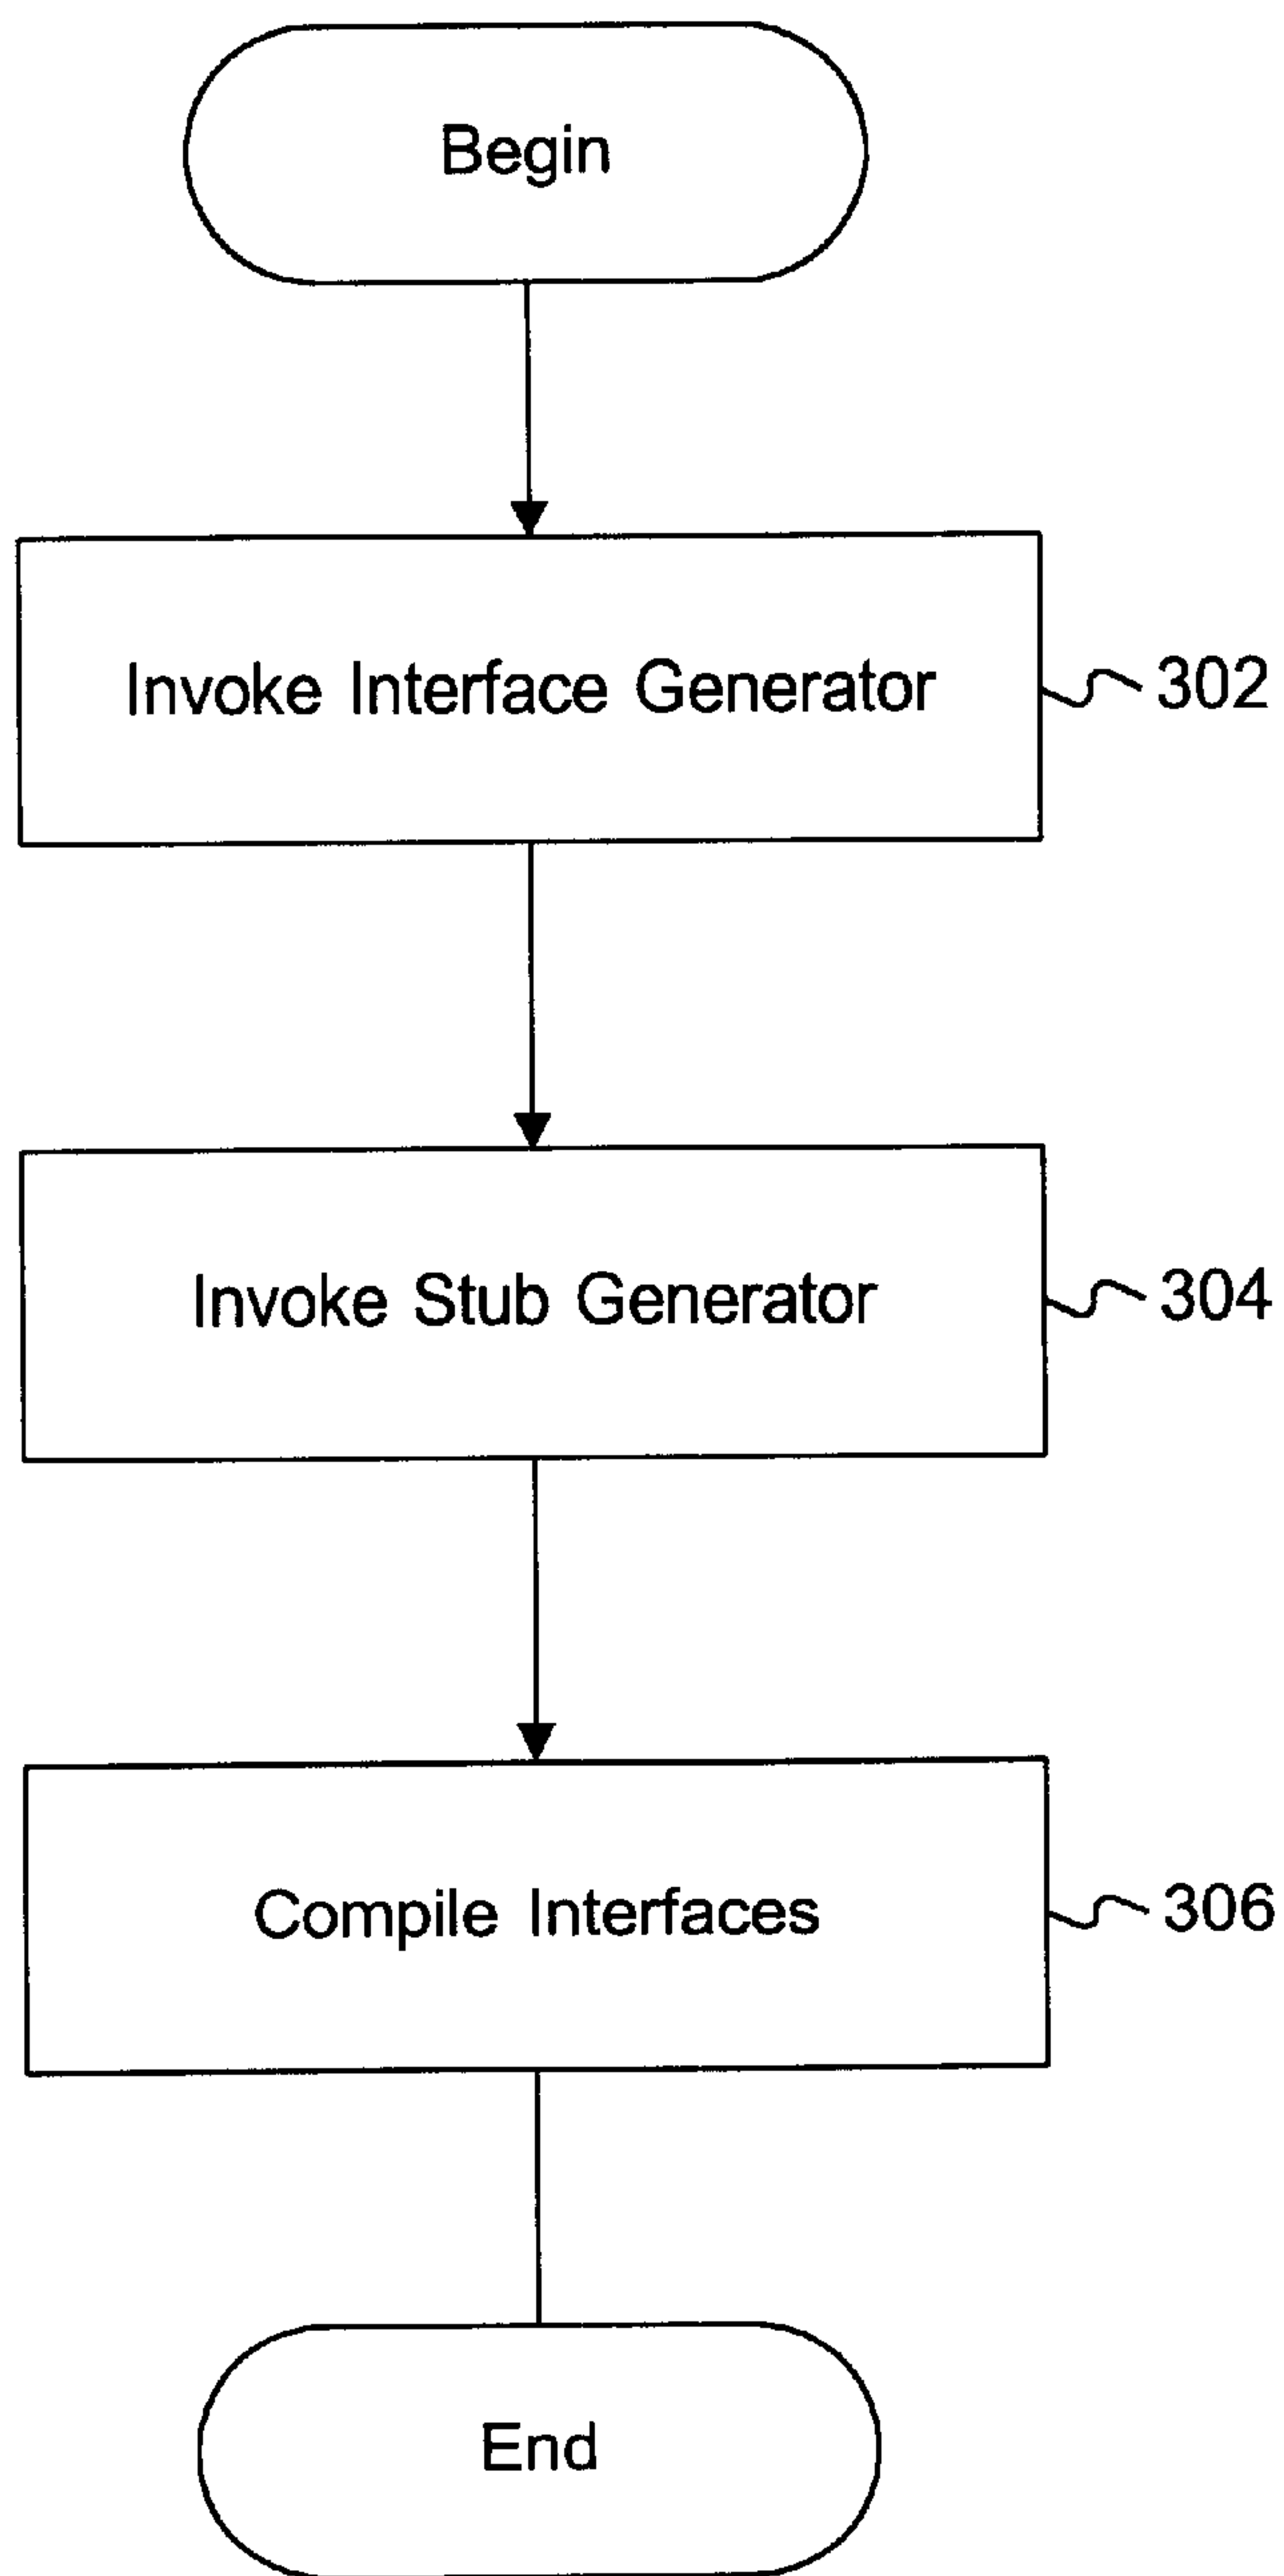 Begin
Invoke Interface Generator
302
Invoke Stub Generator
304
Compile Interfaces
306
End